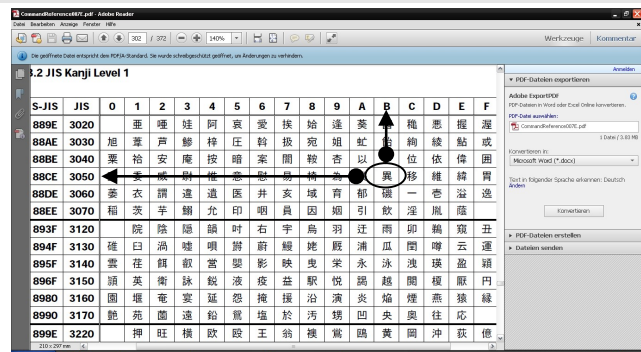 CommandReference007E.pdf - Adobe Reader
Datei Bearbeiten Anzeige Fenster Hilfe
302 / 372 140% Werkzeuge Kommentar
Die geöffnete Datei entspricht dem PDF/A-Standard. Sie wurde schreibgeschützt geöffnet, um Änderungen zu verhindern.
3.2 JIS Kanji Level 1
S-JIS JIS 0 1 2 3 4 5 6 7 8 9 A B C D E F
889E 3020 亜 唖 娃 阿 哀 愛 挨 姶 逢 葵 穐 悪 握 渥
88AE 3030 旭 葦 芦 鯵 梓 圧 斡 扱 宛 姐 虻 絢 綾 鮎 或
88BE 3040 粟 袷 安 庵 按 暗 案 闇 鞍 杏 以 位 依 偉 囲
88CE 3050 委 威 尉 惟 意 慰 易 椅 為 異 移 維 緯 胃
88DE 3060 萎 衣 謂 違 遺 医 井 亥 域 育 郁 磯 一 壱 溢 逸
88EE 3070 稲 茨 芋 鰯 允 印 咽 員 因 姻 引 飲 淫 胤 蔭
893F 3120 院 陰 隠 韻 吋 右 宇 烏 羽 迂 雨 卯 鵜 窺 丑
894F 3130 碓 臼 渦 嘘 唄 欝 蔚 鰻 姥 厩 浦 瓜 閏 噂 云 運
895F 3140 雲 荏 餌 叡 営 嬰 影 映 曳 栄 永 泳 洩 瑛 盈 穎
896F 3150 頴 英 衛 詠 鋭 液 疫 益 駅 悦 謁 越 閲 榎 厭 円
8980 3160 園 堰 奄 宴 延 怨 掩 援 沿 演 炎 焔 煙 燕 猿 縁
8990 3170 艶 苑 薗 遠 鉛 鴛 塩 於 汚 甥 凹 央 奥 往 応
899E 3220 押 旺 横 欧 殴 王 翁 襖 鴬 鴎 黄 岡 沖 荻 億
210 x 297 mm
Anmelden
PDF-Dateien exportieren
Adobe ExportPDF
PDF-Dateien in Word oder Excel Online konvertieren.
PDF-Datei auswählen:
CommandReference007E.pdf
1 Datei / 3.83 MB
Konvertieren in:
Microsoft Word (*.docx)
Text in folgender Sprache erkennen: Deutsch
Ändern
Konvertieren
PDF-Dateien erstellen
Dateien senden